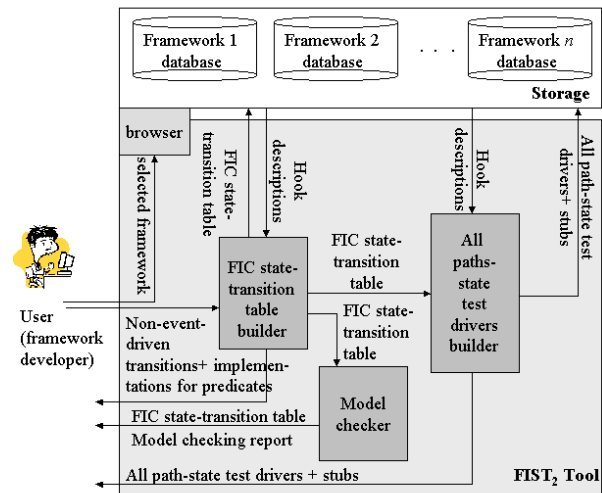 Framework 1
database
Framework 2
database
. . .
Framework n
database
Storage
browser
selected framework
FIC state-
transition table
Hook
descriptions
Hook
descriptions
All path-state test
drivers+ stubs
FIC state-
transition
table
builder
FIC state-
transition
table
All
paths-
state
test
drivers
builder
FIC state-
transition
table
User
(framework
developer)
Non-event-
driven
transitions+ implemen-
tations for predicates
Model
checker
FIC state-transition table
Model checking report
All path-state test drivers + stubs
FIST2 Tool